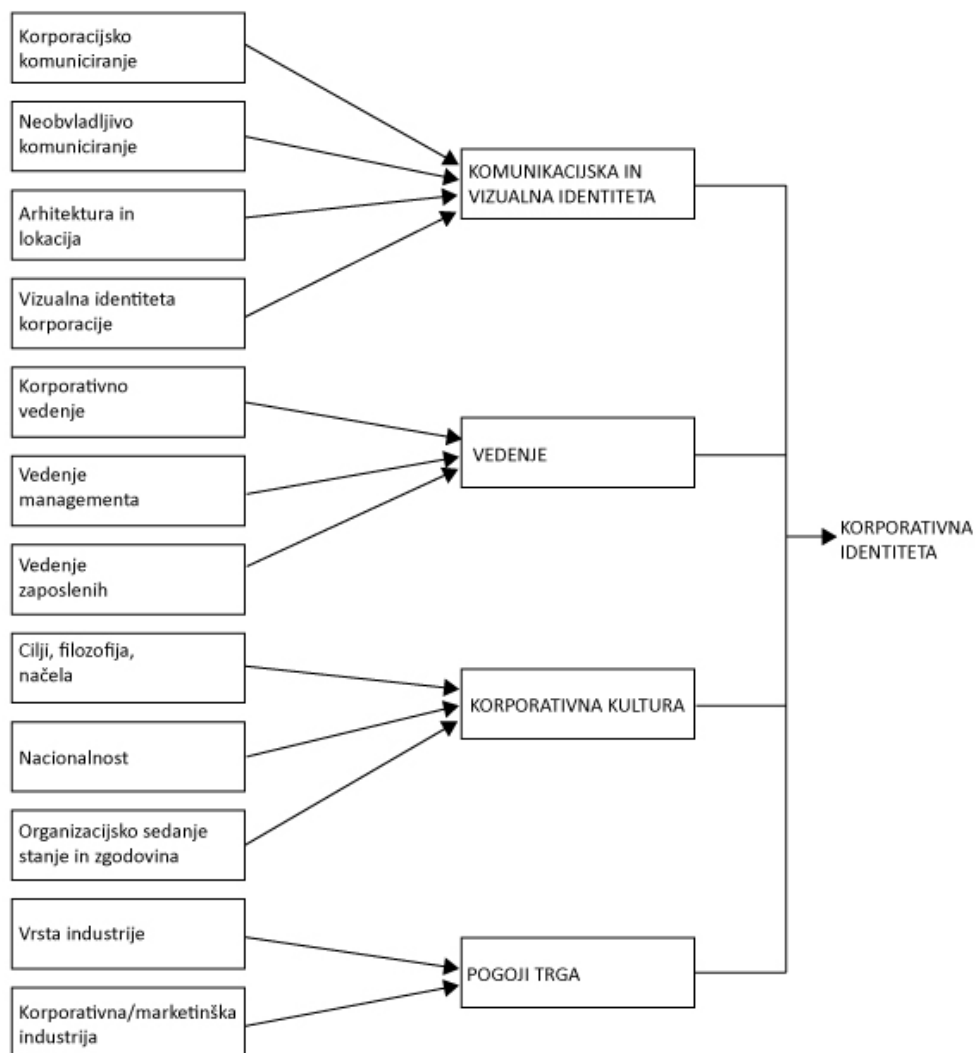 Korporacijsko
komuniciranje
Neobvladljivo
komuniciranje
Arhitektura in
lokacija
Vizualna identiteta
korporacije
KOMUNIKACIJSKA IN
VIZUALNA IDENTITETA
Korporativno
vedenje
Vedenje
managementa
Vedenje
zaposlenih
VEDENJE
Cilji, filozofija,
načela
Nacionalnost
Organizacijsko sedanje
stanje in zgodovina
KORPORATIVNA KULTURA
Vrsta industrije
Korporativna/marketinška
industrija
POGOJI TRGA
KORPORATIVNA
IDENTITETA